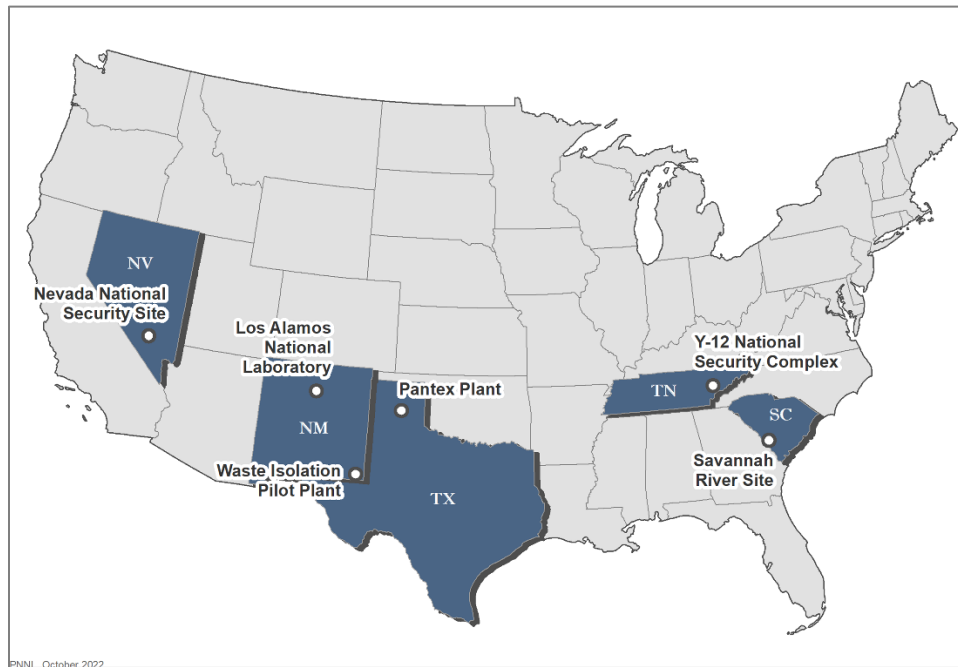 NV
Nevada National
Security Site
Los Alamos
National
Laboratory
Pantex Plant
NM
Waste Isolation
Pilot Plant
TX
Y-12 National
Security Complex
TN
SC
Savannah
River Site
PNNL October 2022